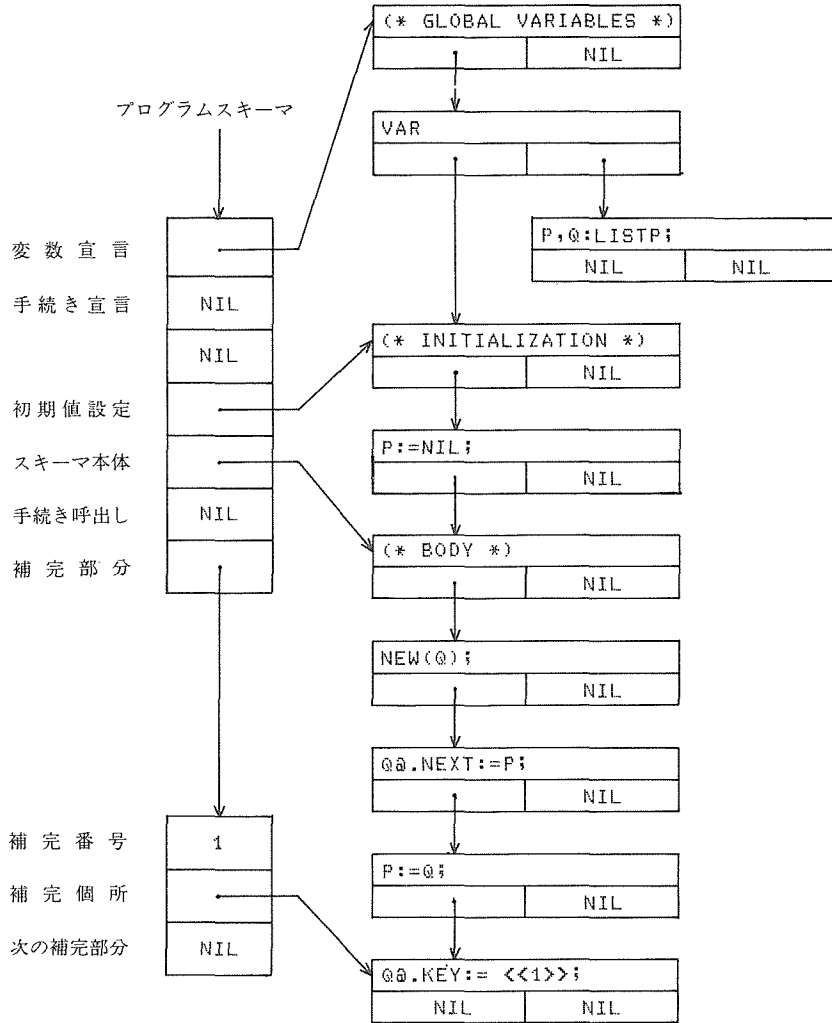 プログラムスキーマ
変数宣言
手続き宣言
NIL
NIL
初期値設定
スキーマ本体
手続き呼出し
NIL
補完部分
補完番号
1
補完個所
次の補完部分
NIL
(* GLOBAL VARIABLES *)
NIL
VAR
P,Q:LISTP;
NIL
NIL
(* INITIALIZATION *)
NIL
P:=NIL;
NIL
(* BODY *)
NIL
NEW(Q);
NIL
Q@.NEXT:=P;
NIL
P:=Q;
NIL
Q@.KEY:= <<1>>;
NIL
NIL